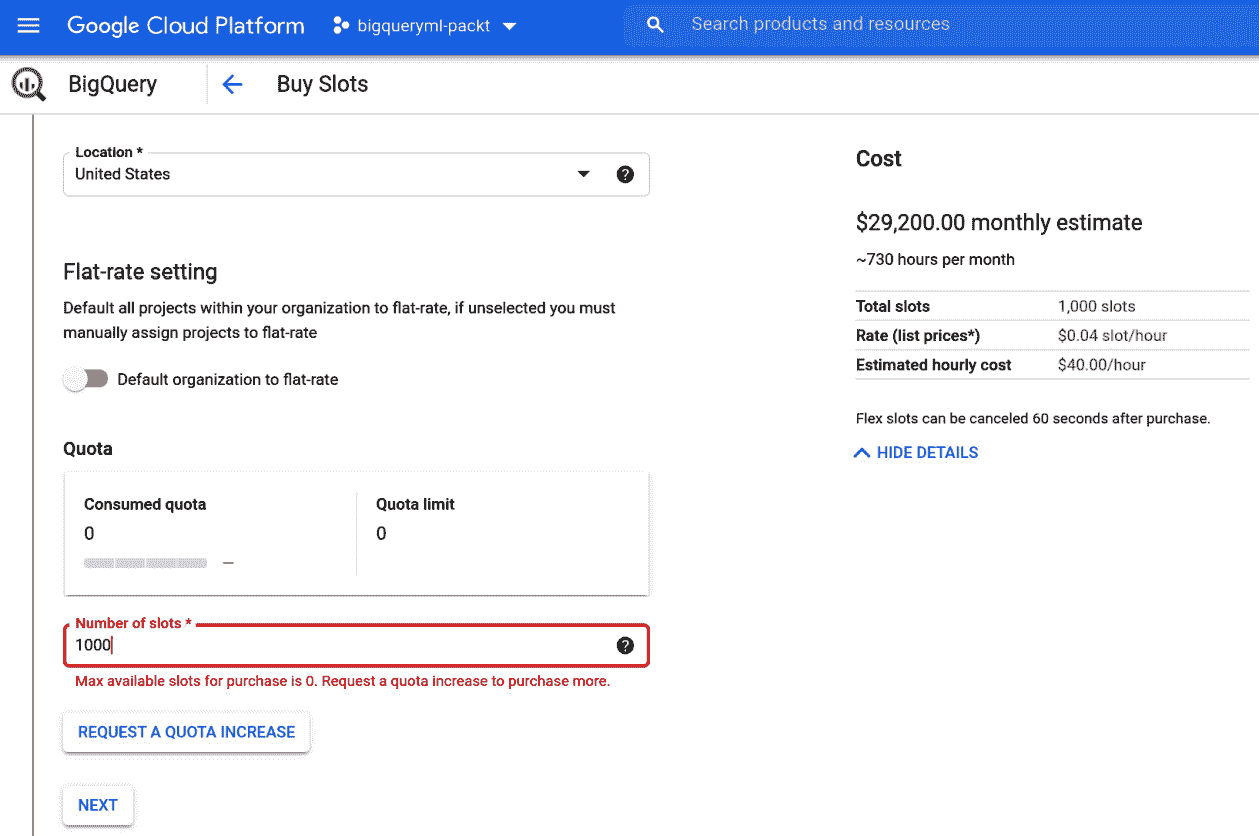 Google Cloud Platform
bigqueryml-packt
Search products and resources
BigQuery
Buy Slots
Location *
United States
Flat-rate setting
Default all projects within your organization to flat-rate, if unselected you must
manually assign projects to flat-rate
Default organization to flat-rate
Quota
Consumed quota
Quota limit
0
0
–
Number of slots *
1000
Max available slots for purchase is 0. Request a quota increase to purchase more.
REQUEST A QUOTA INCREASE
NEXT
Cost
$29,200.00 monthly estimate
~730 hours per month
Total slots 1,000 slots
Rate (list prices*) $0.04 slot/hour
Estimated hourly cost $40.00/hour
Flex slots can be canceled 60 seconds after purchase.
HIDE DETAILS